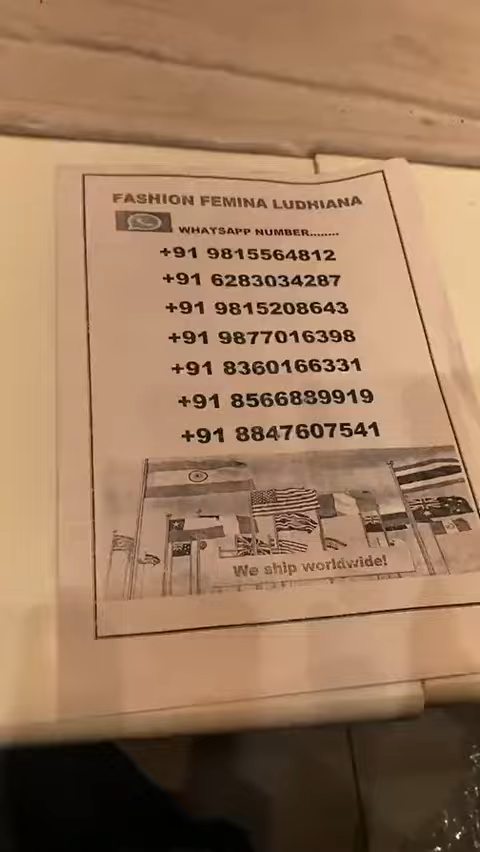 FASHION FEMINA LUDHIANA
WHATSAPP NUMBER........
+91 9815564812
+91 6283034287
+91 9815208643
+91 9877016398
+91 8360166331
+91 8566889919
+91 8847607541
We ship worldwide!